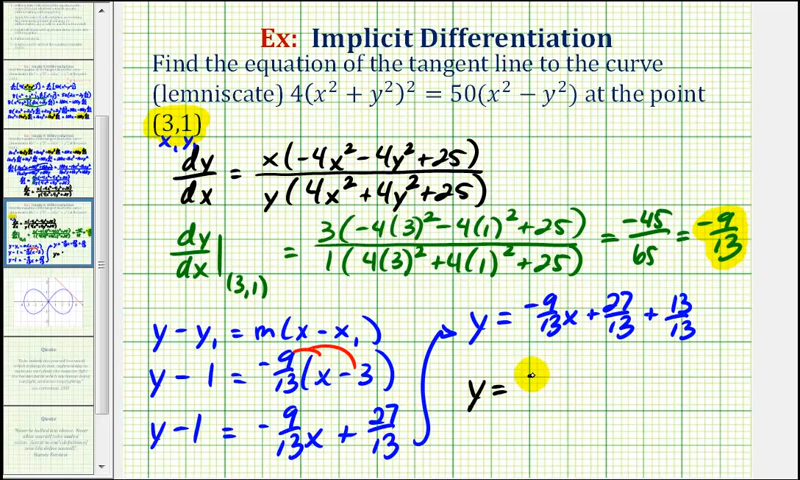 Ex: Implicit Differentiation
Find the equation of the tangent line to the curve
(lemniscate) 4(x² + y²)² = 50(x² − y²) at the point
(3,1)
x, y,
dy/dx = x(-4x² - 4y² + 25) / y(4x² + 4y² + 25)
dy/dx |(3,1) = 3(-4(3)² - 4(1)² + 25) / 1(4(3)² + 4(1)² + 25) = -45/65 = -9/13
y - y₁ = m(x - x₁)
y - 1 = -9/13(x - 3)
y - 1 = -9/13x + 27/13
y = -9/13x + 27/13 + 13/13
y =